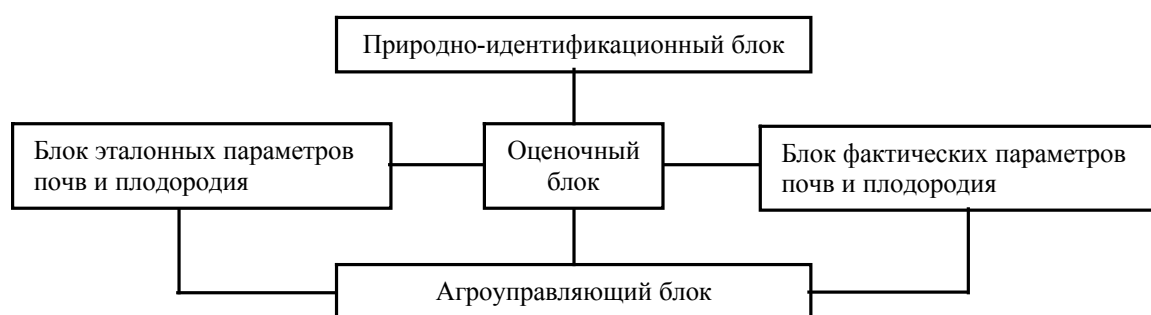 Природно-идентификационный блок
Блок эталонных параметров
почв и плодородия
Оценочный
блок
Блок фактических параметров
почв и плодородия
Агроуправляющий блок